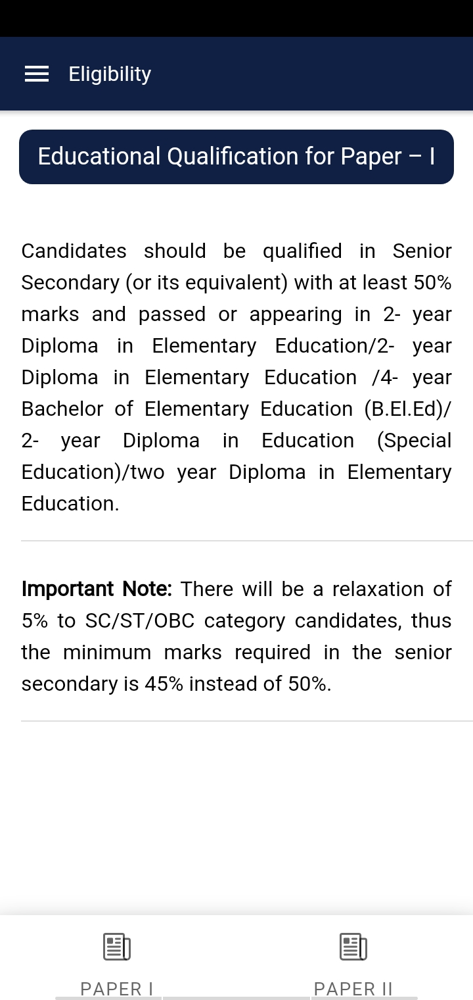 Eligibility
Educational Qualification for Paper – I
Candidates should be qualified in Senior
Secondary (or its equivalent) with at least 50%
marks and passed or appearing in 2- year
Diploma in Elementary Education/2- year
Diploma in Elementary Education /4- year
Bachelor of Elementary Education (B.El.Ed)/
2- year Diploma in Education (Special
Education)/two year Diploma in Elementary
Education.
Important Note: There will be a relaxation of
5% to SC/ST/OBC category candidates, thus
the minimum marks required in the senior
secondary is 45% instead of 50%.
PAPER I
PAPER II